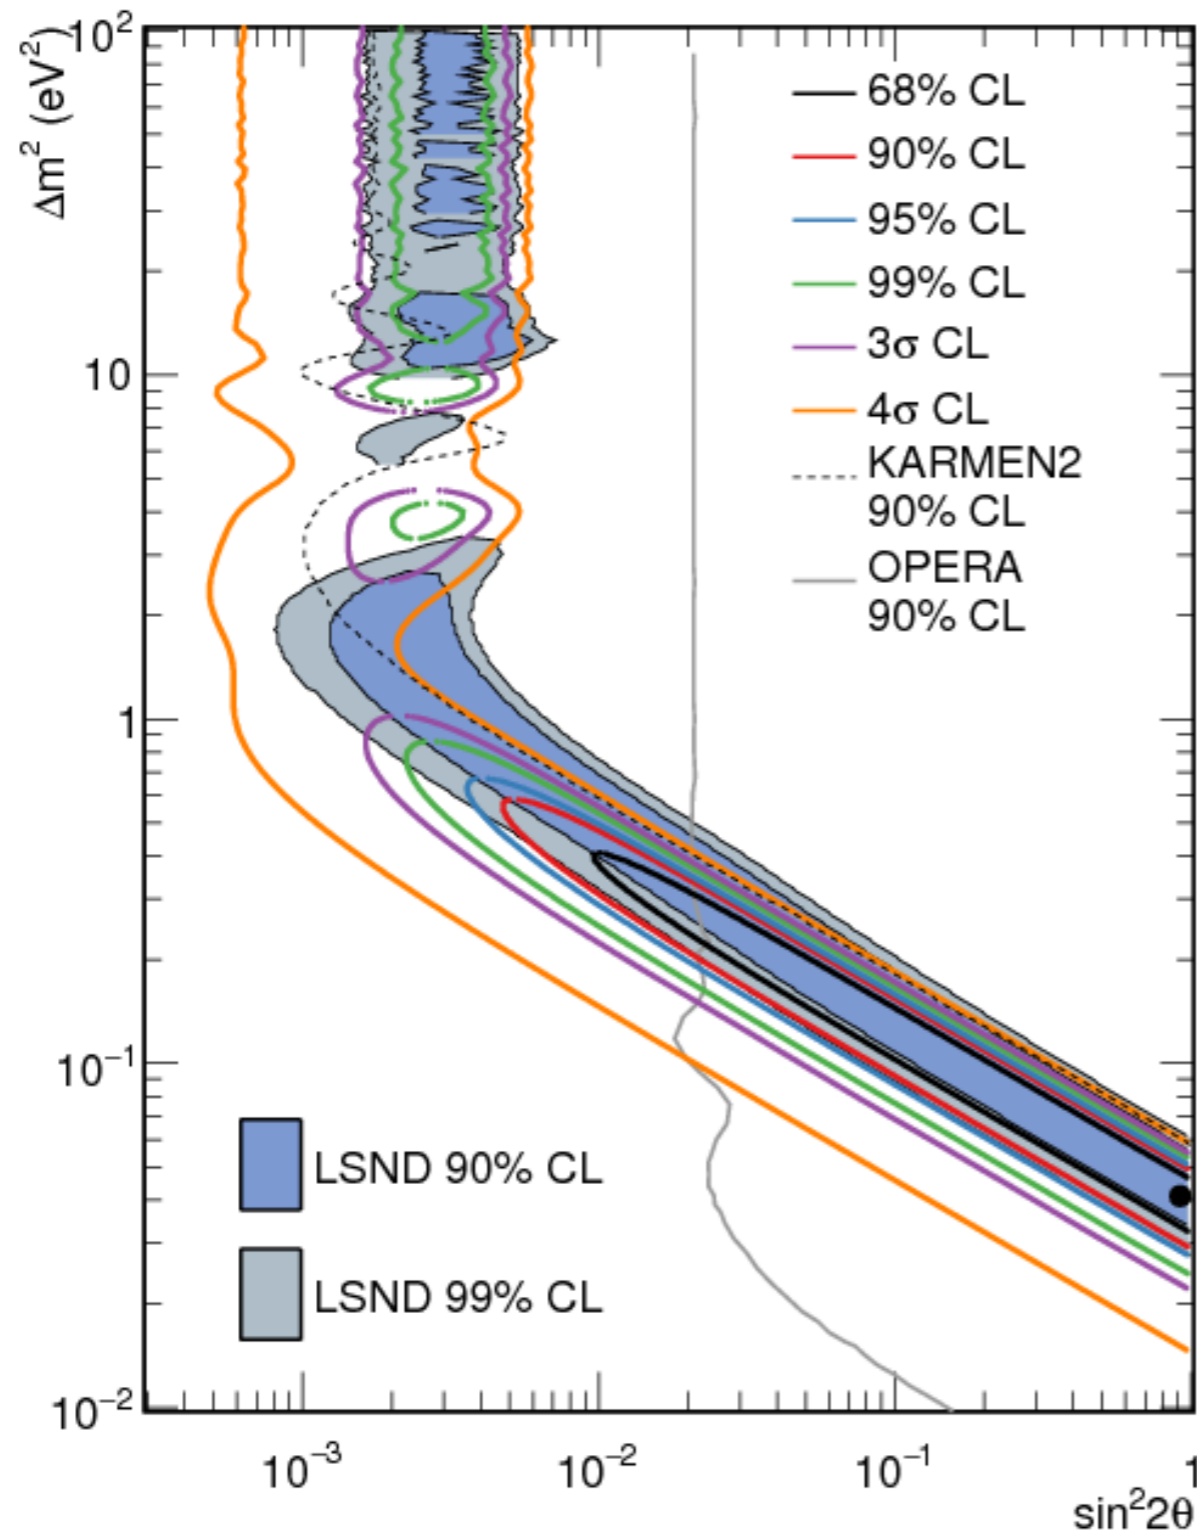 10²
Δm² (eV²)
10
1
10⁻¹
10⁻²
68% CL
90% CL
95% CL
99% CL
3σ CL
4σ CL
KARMEN2
90% CL
OPERA
90% CL
LSND 90% CL
LSND 99% CL
10⁻³
10⁻²
10⁻¹
1
sin²2θ